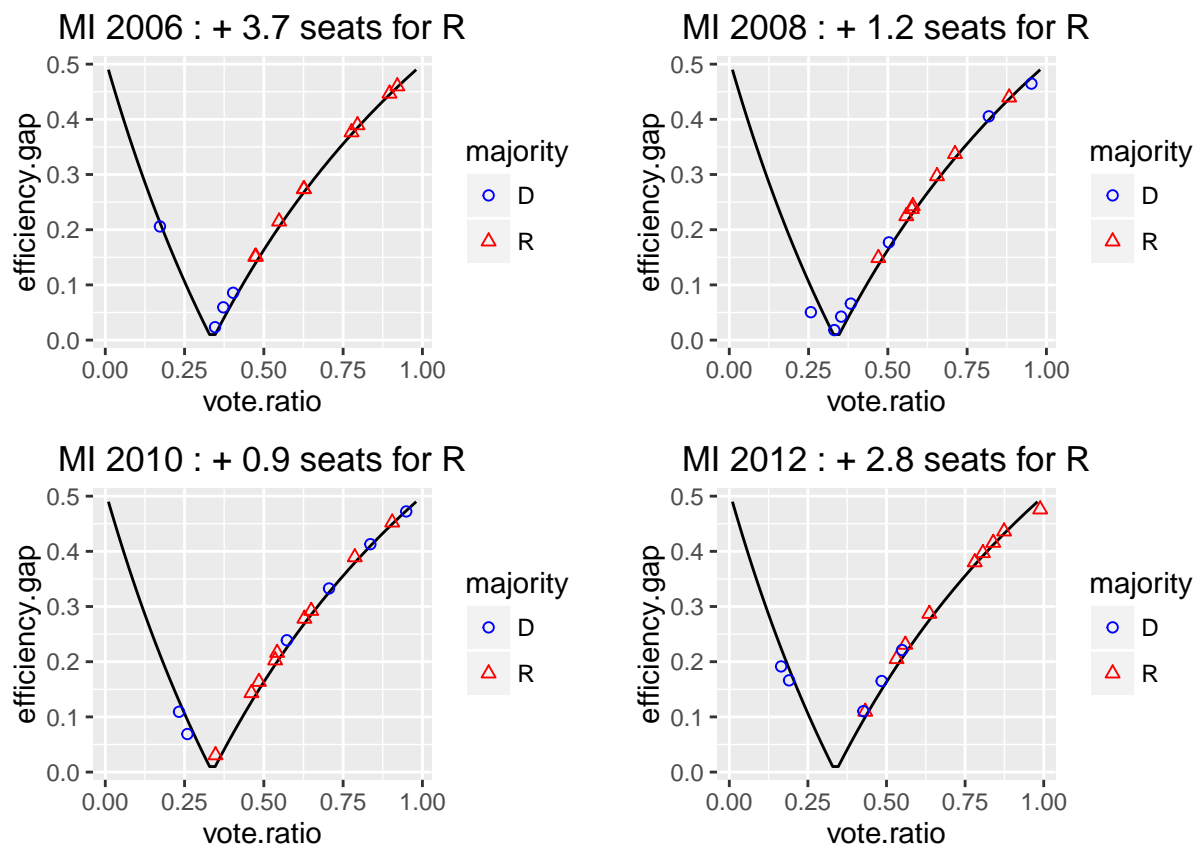 MI 2006 : + 3.7 seats for R
efficiency.gap
0.5
0.4
0.3
0.2
0.1
0.0
0.00 0.25 0.50 0.75 1.00
vote.ratio
majority
D
R
MI 2008 : + 1.2 seats for R
efficiency.gap
0.5
0.4
0.3
0.2
0.1
0.0
0.00 0.25 0.50 0.75 1.00
vote.ratio
majority
D
R
MI 2010 : + 0.9 seats for R
efficiency.gap
0.5
0.4
0.3
0.2
0.1
0.0
0.00 0.25 0.50 0.75 1.00
vote.ratio
majority
D
R
MI 2012 : + 2.8 seats for R
efficiency.gap
0.5
0.4
0.3
0.2
0.1
0.0
0.00 0.25 0.50 0.75 1.00
vote.ratio
majority
D
R